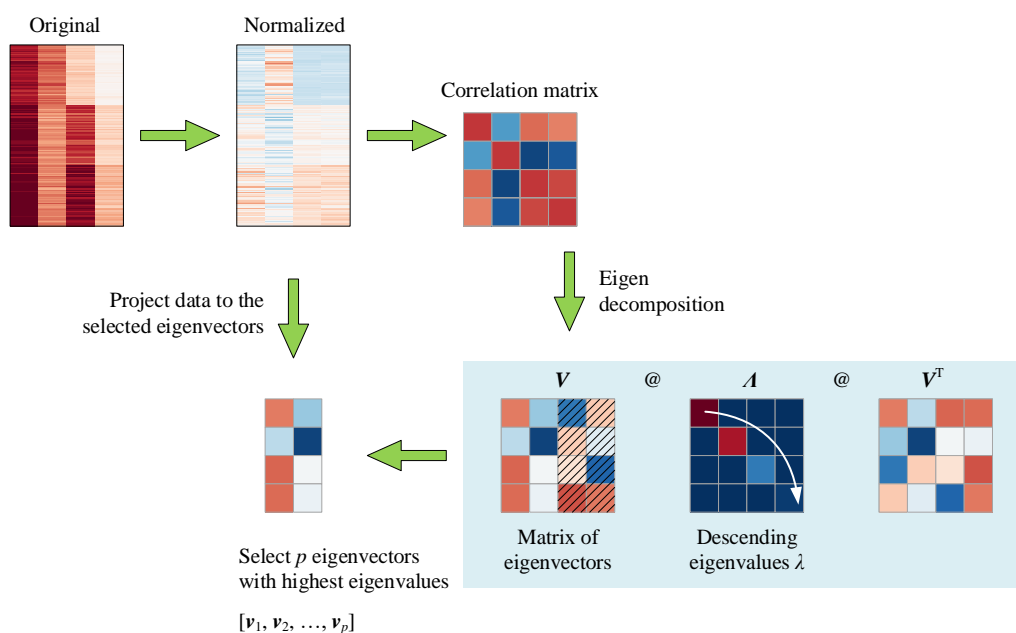 Original
Normalized
Correlation matrix
Eigen
decomposition
Project data to the
selected eigenvectors
V @ Λ @ Vᵀ
Matrix of
eigenvectors
Descending
eigenvalues λ
Select p eigenvectors
with highest eigenvalues
[v₁, v₂, …, vₚ]